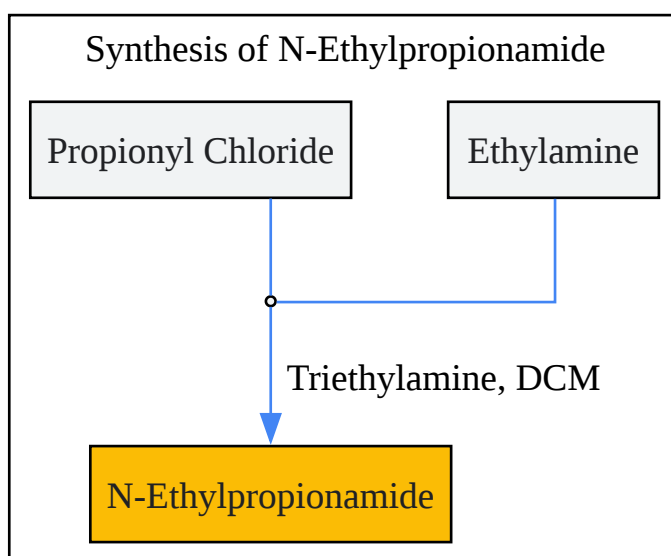 Synthesis of N-Ethylpropionamide
Propionyl Chloride
Ethylamine
Triethylamine, DCM
N-Ethylpropionamide